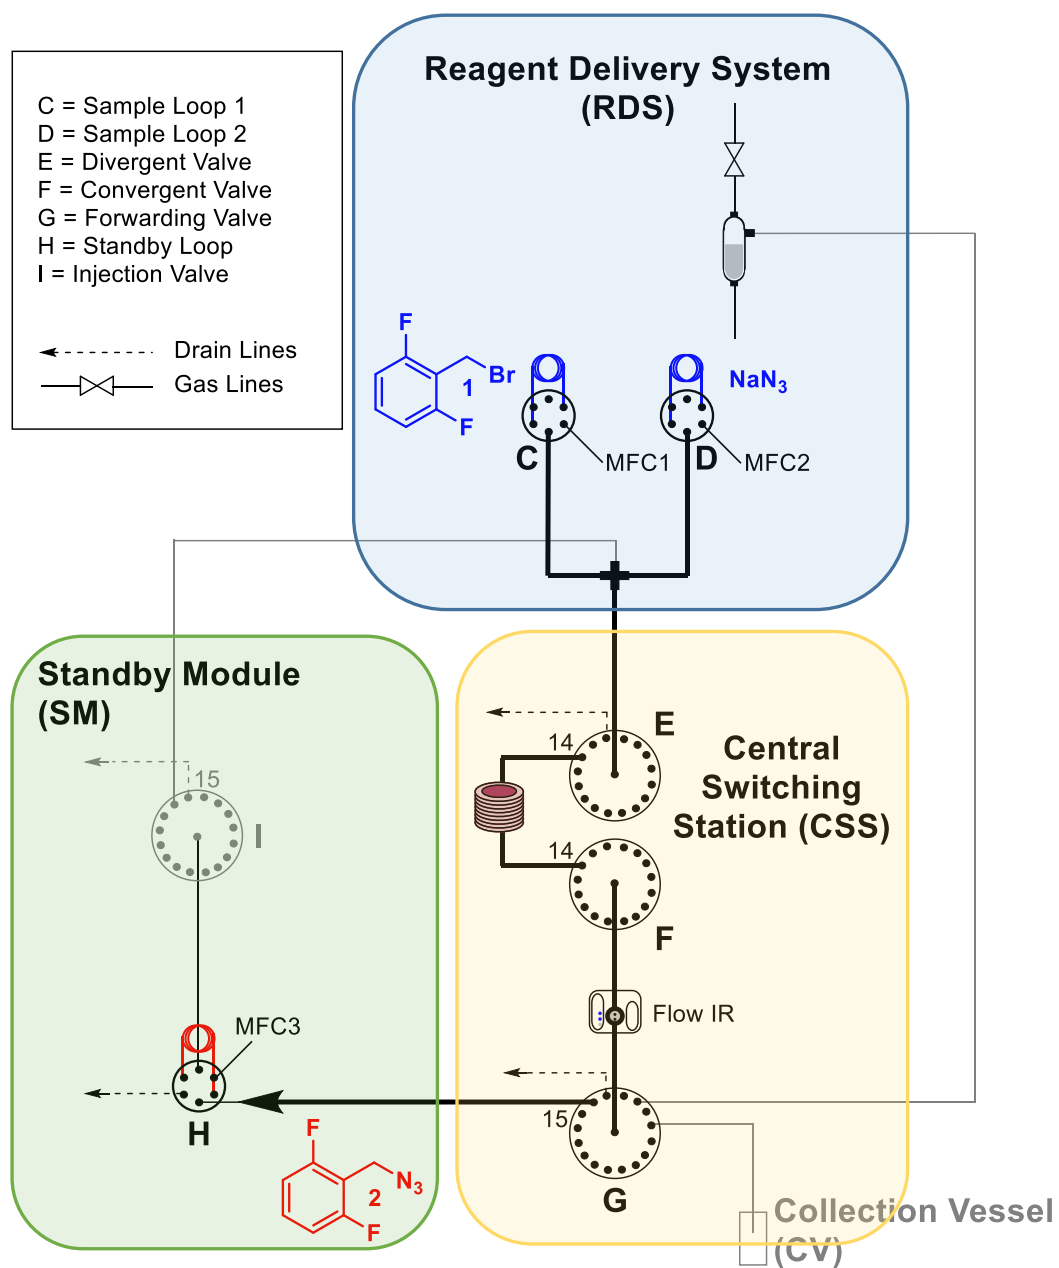 Reagent Delivery System
(RDS)
C = Sample Loop 1
D = Sample Loop 2
E = Divergent Valve
F = Convergent Valve
G = Forwarding Valve
H = Standby Loop
I = Injection Valve
Drain Lines
Gas Lines
F
Br
1
F
NaN₃
C
MFC1
D
MFC2
Standby Module
(SM)
15
I
MFC3
H
E
14
Central
Switching
Station (CSS)
14
F
Flow IR
15
G
F
N₃
2
F
Collection Vessel
(CV)